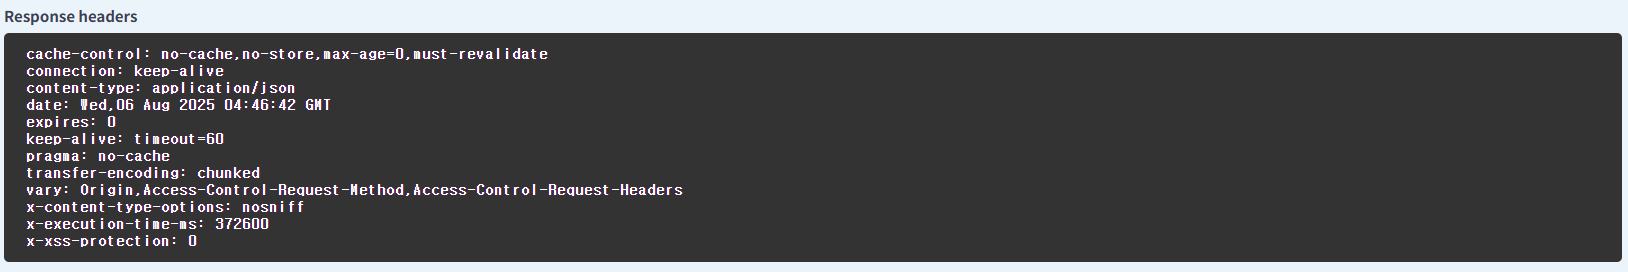 Response headers
cache-control: no-cache,no-store,max-age=0,must-revalidate
connection: keep-alive
content-type: application/json
date: Wed,06 Aug 2025 04:46:42 GMT
expires: 0
keep-alive: timeout=60
pragma: no-cache
transfer-encoding: chunked
vary: Origin,Access-Control-Request-Method,Access-Control-Request-Headers
x-content-type-options: nosniff
x-execution-time-ms: 372600
x-xss-protection: 0